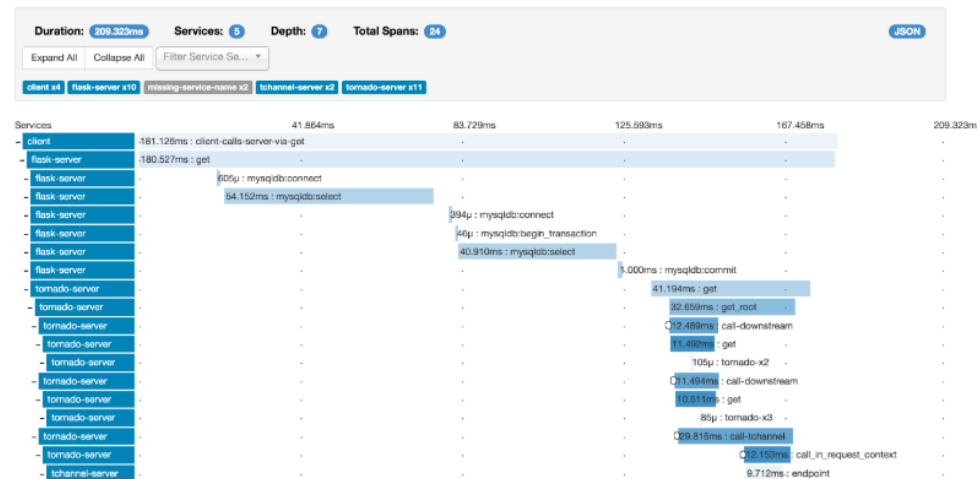 Duration: 209.323ms Services: 5 Depth: 7 Total Spans: 24 JSON
Expand All Collapse All Filter Service Se...
client x4 flask-server x10 missing-service-name x2 tchannel-server x2 tornado-server x11
Services 41.864ms 83.729ms 125.593ms 167.458ms 209.323m
- client 181.126ms : client-calls-server-via-get
- flask-server 180.527ms : get
- flask-server 605μ : mysqldb:connect
- flask-server 54.152ms : mysqldb:select
- flask-server 394μ : mysqldb:connect
- flask-server 46μ : mysqldb:begin_transaction
- flask-server 40.910ms : mysqldb:select
- flask-server 1.000ms : mysqldb:commit
- tornado-server 41.194ms : get
- tornado-server 32.659ms : get_root
- tornado-server 12.489ms : call-downstream
- tornado-server 11.492ms : get
- tornado-server 105μ : tornado-x2
- tornado-server 11.494ms : call-downstream
- tornado-server 10.511ms : get
- tornado-server 85μ : tornado-x3
- tornado-server 29.816ms : call-tchannel
- tornado-server 12.153ms : call_in_request_context
- tchannel-server 9.712ms : endpoint